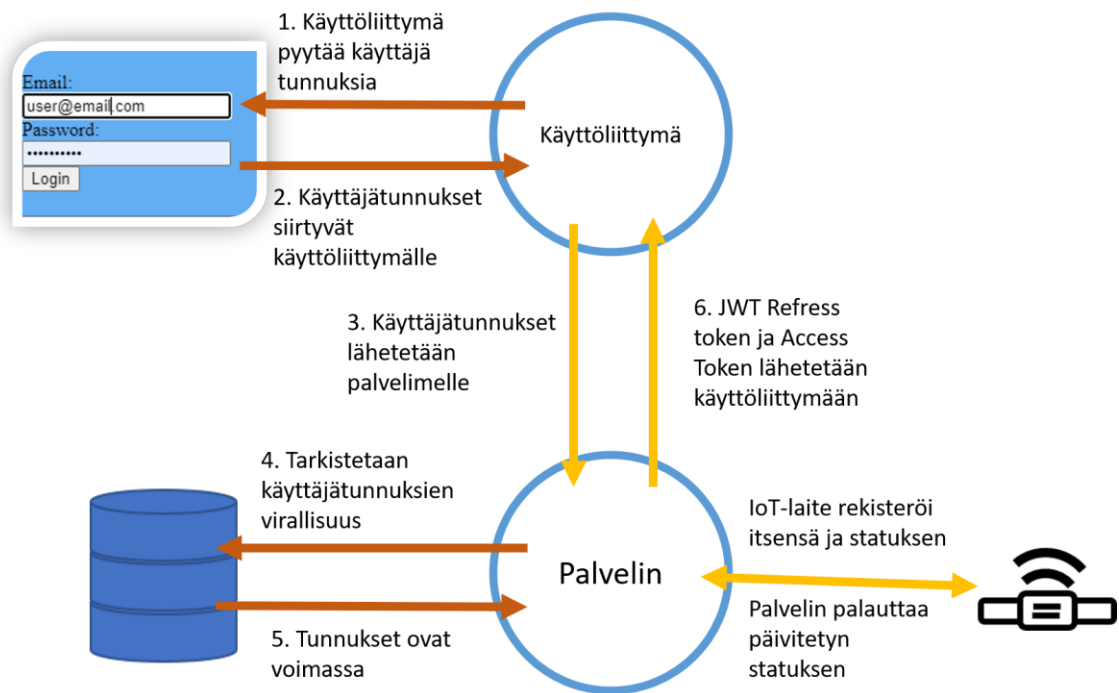 1. Käyttöliittymä
pyytää käyttäjä
tunnuksia
Email:
user@email.com
Password:
••••••••••
Login
Käyttöliittymä
2. Käyttäjätunnukset
siirtyvät
käyttöliittymälle
3. Käyttäjätunnukset
lähetetään
palvelimelle
6. JWT Refress
token ja Access
Token lähetetään
käyttöliittymään
4. Tarkistetaan
käyttäjätunnuksien
virallisuus
Palvelin
5. Tunnukset ovat
voimassa
IoT-laite rekisteröi
itsensä ja statuksen
Palvelin palauttaa
päivitetyn
statuksen